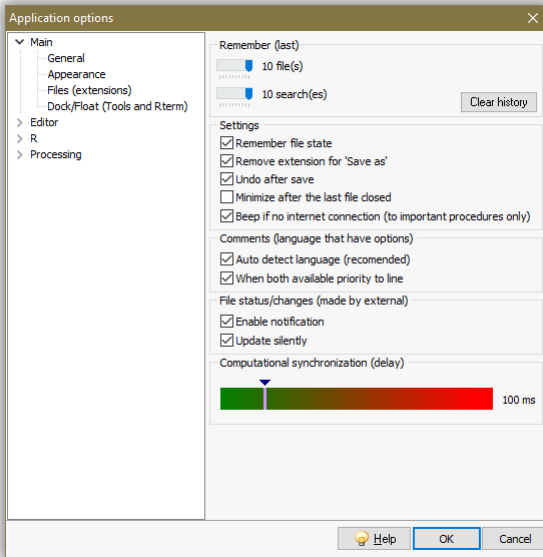 Application options
Main
General
Appearance
Files (extensions)
Dock/Float (Tools and Rterm)
Editor
R
Processing
Remember (last)
10 file(s)
10 search(es)
Clear history
Settings
Remember file state
Remove extension for 'Save as'
Undo after save
Minimize after the last file closed
Beep if no internet connection (to important procedures only)
Comments (language that have options)
Auto detect language (recomended)
When both available priority to line
File status/changes (made by external)
Enable notification
Update silently
Computational synchronization (delay)
100 ms
Help OK Cancel